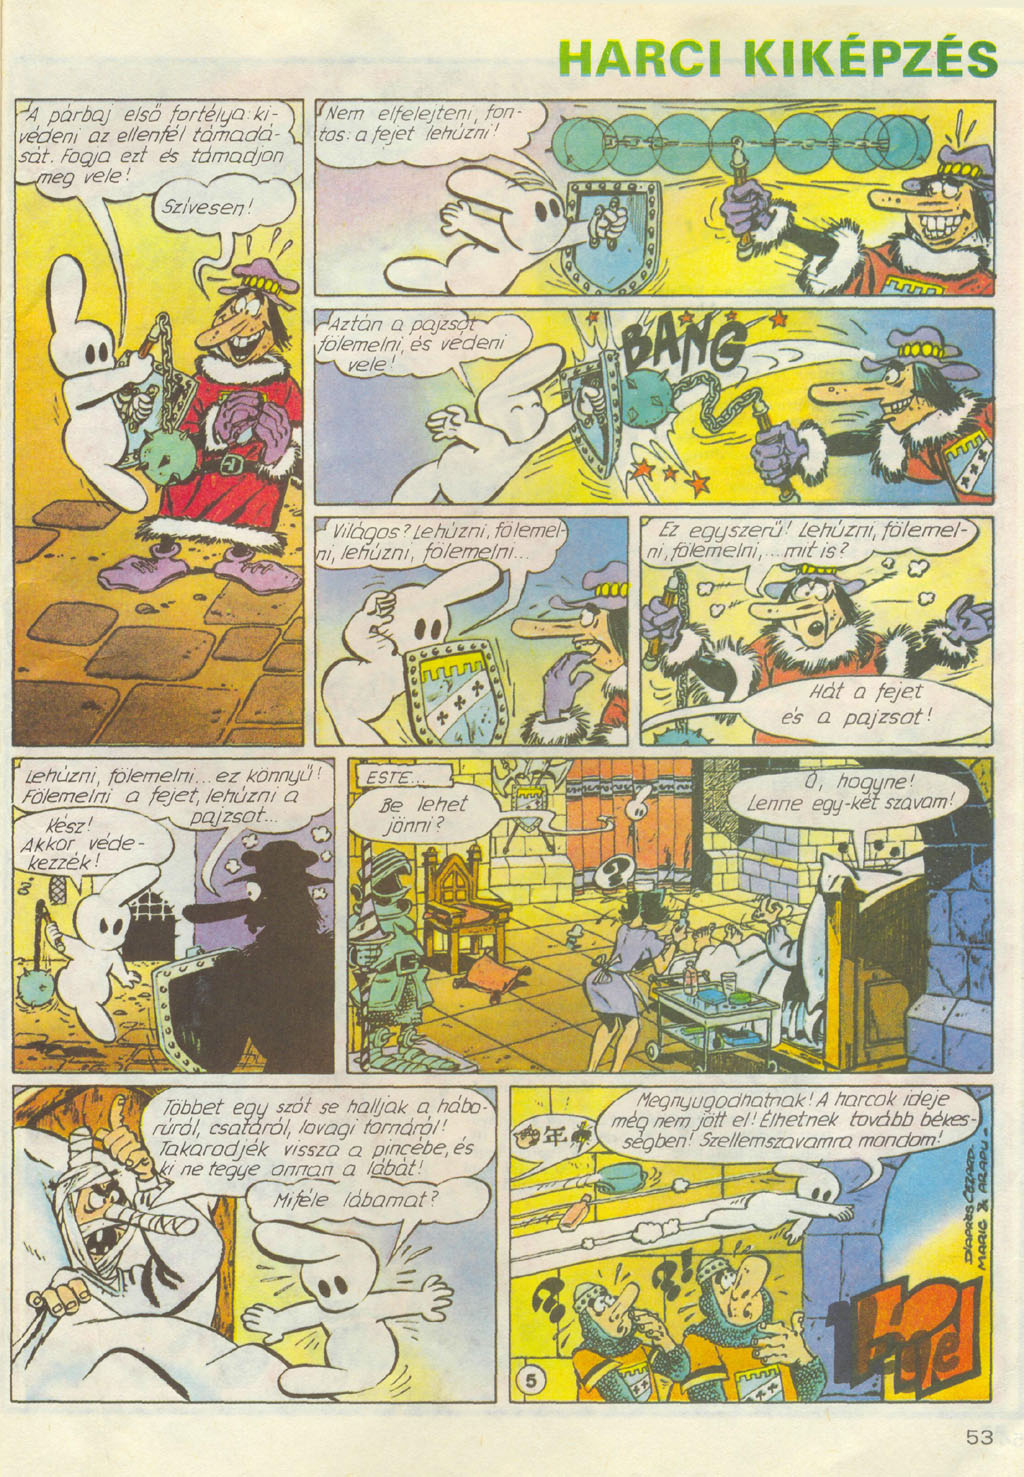 HARCI KIKÉPZÉS
A párbaj első fortélya: ki-
védeni az ellenfél támadá-
sát. Fogja ezt és támadjon
meg vele!
Szívesen!
Nem elfelejteni, fon-
tos: a fejet lehúzni!
Aztán a pajzsot
fölemelni, és védeni
vele!
BANG
Világos? Lehúzni, fölemel-
ni, lehúzni, fölemelni...
Ez egyszerű! Lehúzni, fölemel-
ni, fölemelni,... mit is?
Hát a fejet
és a pajzsot!
Lehúzni, fölemelni... ez könnyű!
Fölemelni a fejet, lehúzni a
pajzsot...
Kész!
Akkor véde-
kezzék!
ESTE...
Be lehet
jönni?
?
Ó, hogyne!
Lenne egy-két szavam!
Többet egy szót se halljak a hábo-
rúról, csatáról, lovagi tornáról!
Takarodjék vissza a pincébe, és
ki ne tegye onnan a lábát!
Miféle lábamat?
Megnyugodhatnak! A harcok ideje
még nem jött el! Élhetnek tovább békes-
ségben! Szellemszavamra mondom!
年
?
?!
D'APRÈS CEZARD
MARIC & ARAPU-
5
53